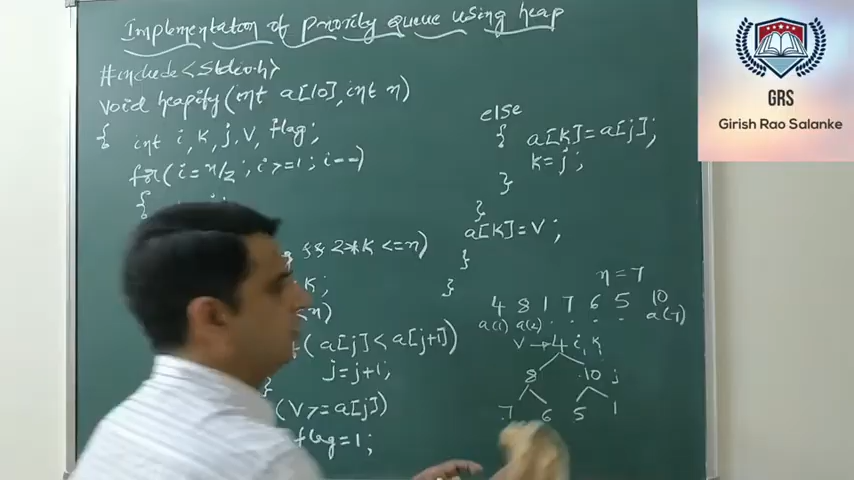 Implementation of priority queue using heap
#include<stdio.h>
void heapify(int a[10], int n)
{ int i, k, j, v, flag;
for(i=n/2; i>=1; i--)
{
&& 2*k <=n)
k;
n)
( a[j] < a[j+1])
j=j+1;
}
(v>=a[j])
flag=1;
else
{ a[k]=a[j];
k=j;
}
}
a[k]=v;
}
}
n=7
4 8 1 7 6 5 10
a(1) a(2) . . . . a(7)
v → 4 i, k
8 10 j
7 6 5 1
GRS
Girish Rao Salanke